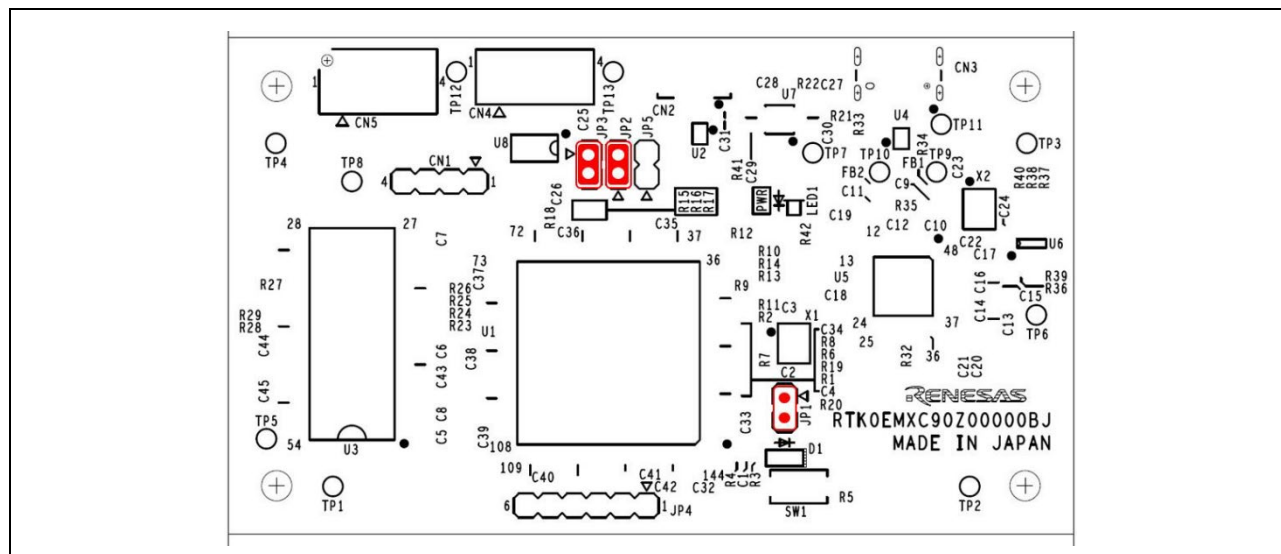 1 4 TP12 1 4 TP13 CN5 CN4
C25 JP3 JP2 JP5 CN2 C31
C28 R22 C27 U7 R21 C30 R33 CN3
U8 U2 R41 C29 TP7 U4 R34 TP11
TP4 TP8 CN1 4 1 TP10 TP9 FB2 FB1 C23 X2 TP3
R40 R38 R37
C26 R18 R15 R16 R17 PWR LED1 C11 C9 R35 C24
28 27 C7 72 C36 C35 37 R12 R42 C19 C12 12 C10 C22 48 C17 U6
73 C37 36 R10 R14 R13 13 U5
R27 R26 R25 R24 R23 R9 C18 C16 R39 R36 C15
R29 R28 U1 R11 R2 C3 X1 C34 24 37 C14 C13 TP6
C44 C6 C43 C38 R7 R8 R6 R19 R1 C4 25 R32 36 C21 C20
C45 C8 C5 C39 C33 C2 JP1 R20
RENESAS
TP5 54 U3 108 RTK0EMXC90Z00000BJ
MADE IN JAPAN
109 C40 C41 C42 C32 144 R4 C1 R3 D1
TP1 6 1 JP4 SW1 R5 TP2